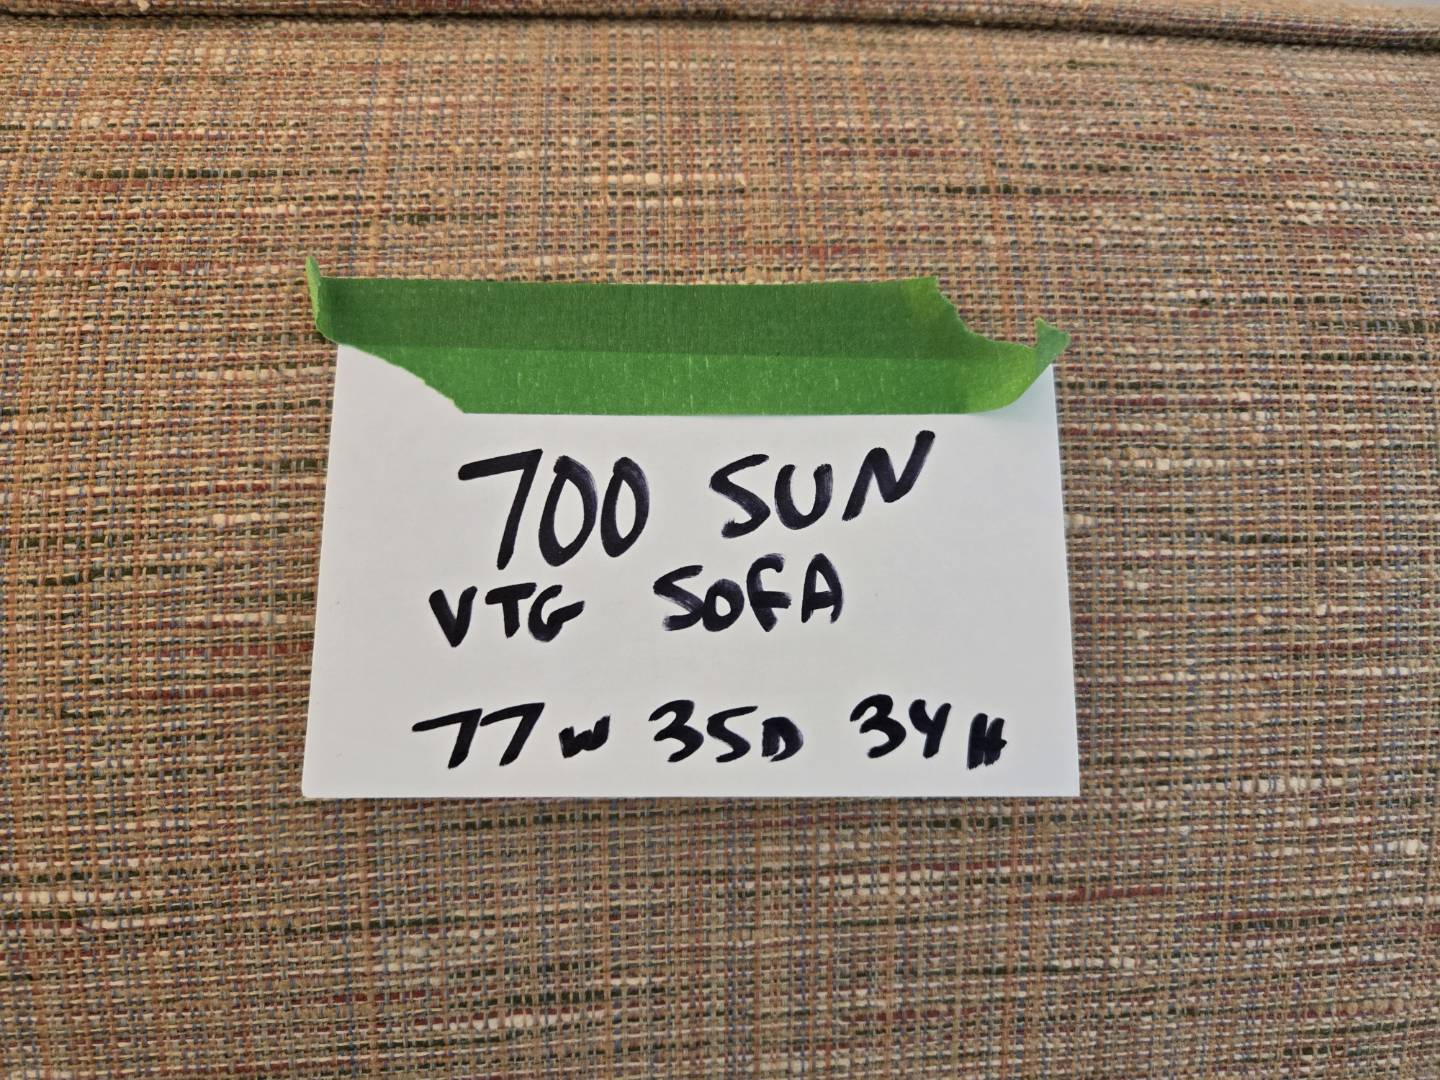 700 SUN
VTG SOFA
77W 35D 34H